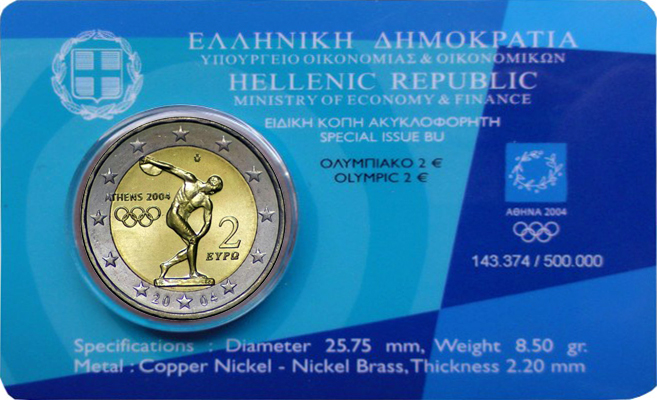 ΕΛΛΗΝΙΚΗ ΔΗΜΟΚΡΑΤΙΑ
ΥΠΟΥΡΓΕΙΟ ΟΙΚΟΝΟΜΙΑΣ & ΟΙΚΟΝΟΜΙΚΩΝ
HELLENIC REPUBLIC
MINISTRY OF ECONOMY & FINANCE
ΕΙΔΙΚΗ ΚΟΠΗ ΑΚΥΚΛΟΦΟΡΗΤΗ
SPECIAL ISSUE BU
ΟΛΥΜΠΙΑΚΟ 2 €
OLYMPIC 2 €
ATHENS 2004
2
ΕΥΡΩ
2004
ΑΘΗΝΑ 2004
143.374 / 500.000
Specifications : Diameter 25.75 mm, Weight 8.50 gr.
Metal : Copper Nickel - Nickel Brass, Thickness 2.20 mm